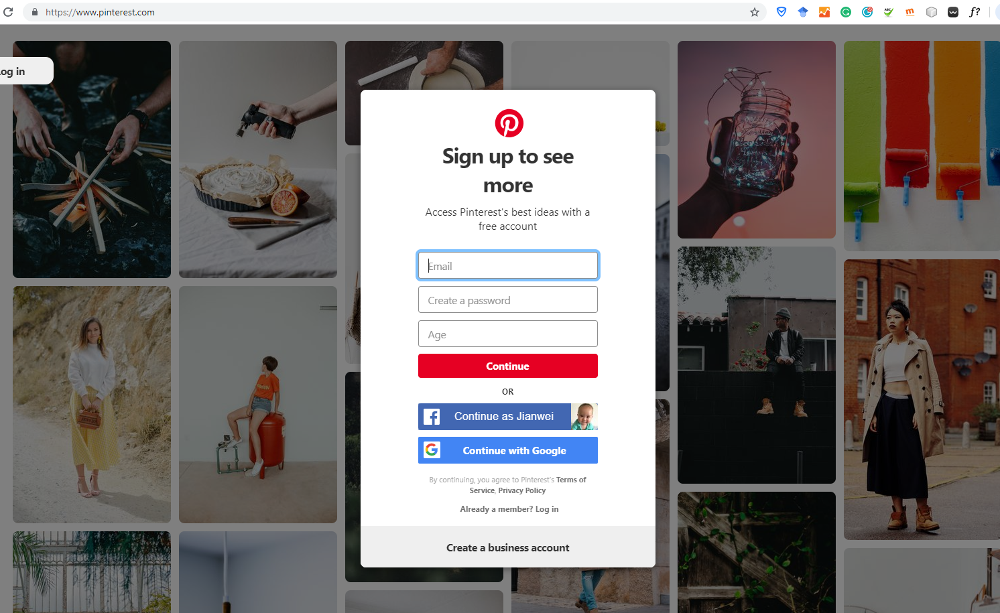 https://www.pinterest.com
ABC
m
f?
Log in
Sign up to see
more
Access Pinterest's best ideas with a
free account
Email
Create a password
Age
Continue
OR
Continue as Jianwei
Continue with Google
By continuing, you agree to Pinterest's Terms of
Service, Privacy Policy
Already a member? Log in
Create a business account